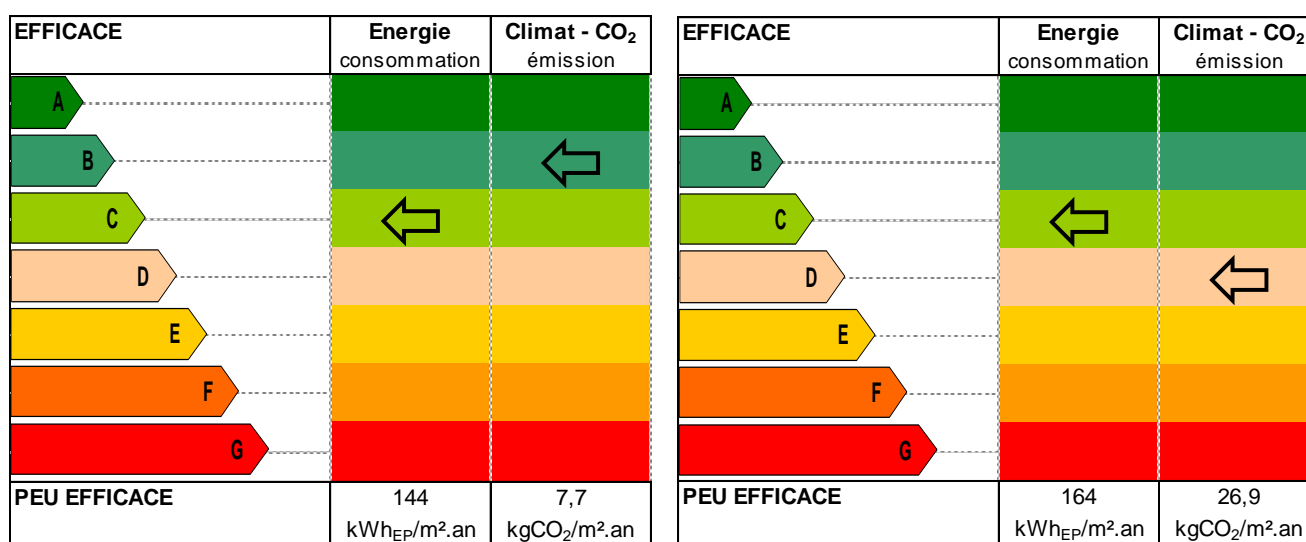 EFFICACE Energie Climat - CO₂
consommation émission
A
B
C
D
E
F
G
PEU EFFICACE 144 7,7
kWhEP/m².an kgCO₂/m².an
EFFICACE Energie Climat - CO₂
consommation émission
A
B
C
D
E
F
G
PEU EFFICACE 164 26,9
kWhEP/m².an kgCO₂/m².an